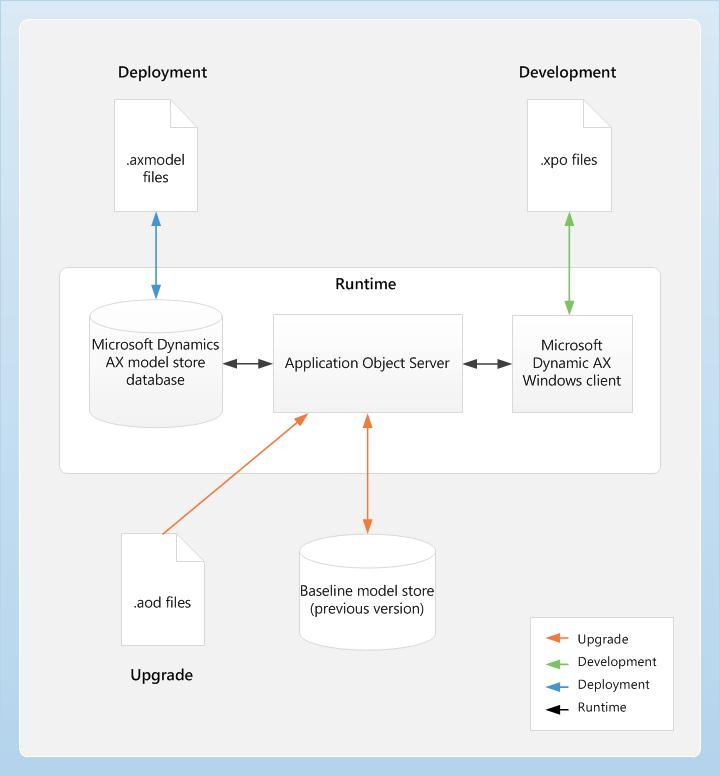 Deployment
Development
.axmodel
files
.xpo files
Runtime
Microsoft Dynamics
AX model store
database
Application Object Server
Microsoft
Dynamic AX
Windows client
.aod files
Baseline model store
(previous version)
Upgrade
Upgrade
Development
Deployment
Runtime